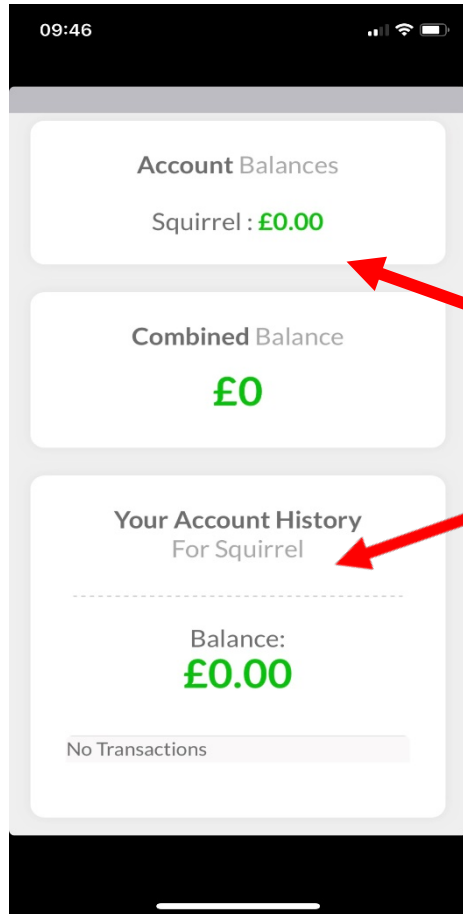 09:46
Account Balances
Squirrel : £0.00
Combined Balance
£0
Your Account History
For Squirrel
Balance:
£0.00
No Transactions